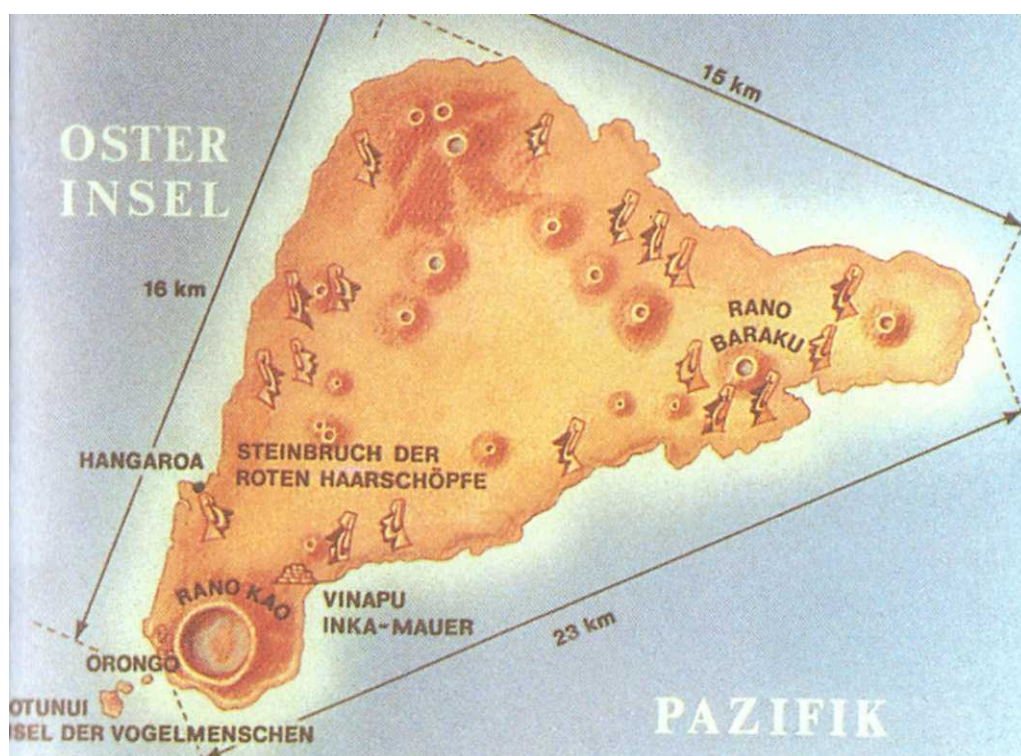 OSTER
INSEL
15 km
16 km
RANO
BARAKU
HANGAROA
STEINBRUCH DER
ROTEN HAARSCHÖPFE
RANO KAO
VINAPU
INKA-MAUER
23 km
ORONGO
OTUNUI
SEL DER VOGELMENSCHEN
PAZIFIK